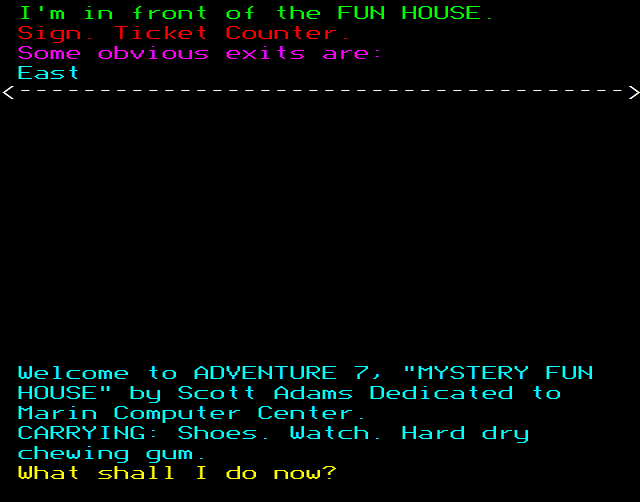 I'm in front of the FUN HOUSE.
Sign. Ticket Counter.
Some obvious exits are:
East
<--------------------------------------->
Welcome to ADVENTURE 7, "MYSTERY FUN
HOUSE" by Scott Adams Dedicated to
Marin Computer Center.
CARRYING: Shoes. Watch. Hard dry
chewing gum.
What shall I do now?